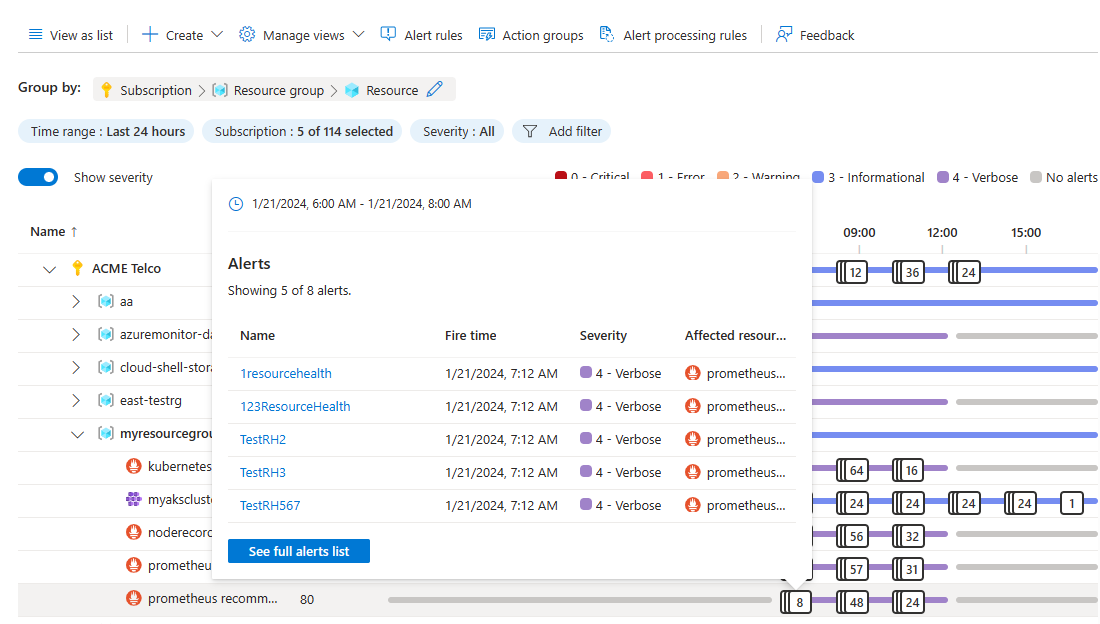 View as list Create Manage views Alert rules Action groups Alert processing rules Feedback
Group by: Subscription Resource group Resource
Time range : Last 24 hours Subscription : 5 of 114 selected Severity : All Add filter
Show severity 0 - Critical 1 - Error 2 - Warning 3 - Informational 4 - Verbose No alerts
1/21/2024, 6:00 AM - 1/21/2024, 8:00 AM
Name ↑ 09:00 12:00 15:00
Alerts
ACME Telco 12 36 24
Showing 5 of 8 alerts.
aa
azuremonitor-da
Name Fire time Severity Affected resour...
cloud-shell-stora
1resourcehealth 1/21/2024, 7:12 AM 4 - Verbose prometheus...
east-testrg
123ResourceHealth 1/21/2024, 7:12 AM 4 - Verbose prometheus...
myresourcegrou
TestRH2 1/21/2024, 7:12 AM 4 - Verbose prometheus...
kubernetes 64 16
TestRH3 1/21/2024, 7:12 AM 4 - Verbose prometheus...
myaksclust 24 24 24 24 1
TestRH567 1/21/2024, 7:12 AM 4 - Verbose prometheus...
noderecord 56 32
See full alerts list
prometheu 57 31
prometheus recomm... 80 8 48 24